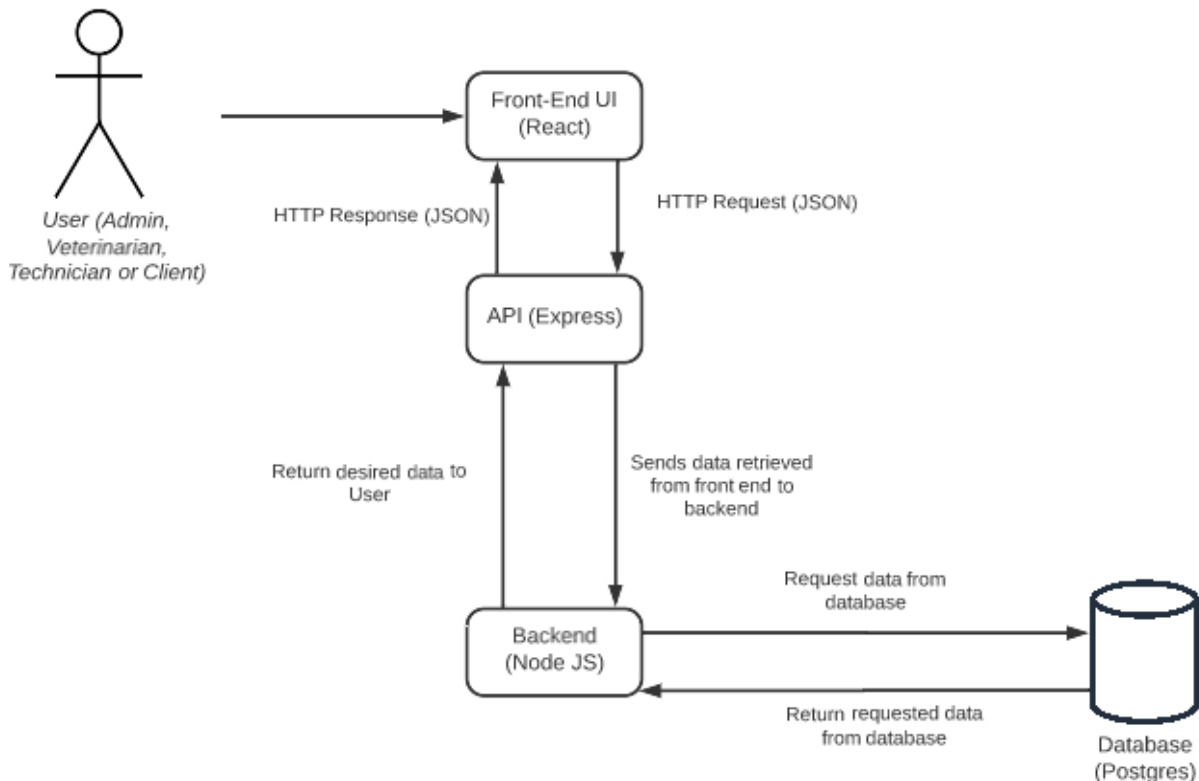 Front-End UI
(React)
User (Admin,
Veterinarian,
Technician or Client)
HTTP Response (JSON)
HTTP Request (JSON)
API (Express)
Return desired data to
User
Sends data retrieved
from front end to
backend
Request data from
database
Backend
(Node JS)
Return requested data
from database
Database
(Postgres)